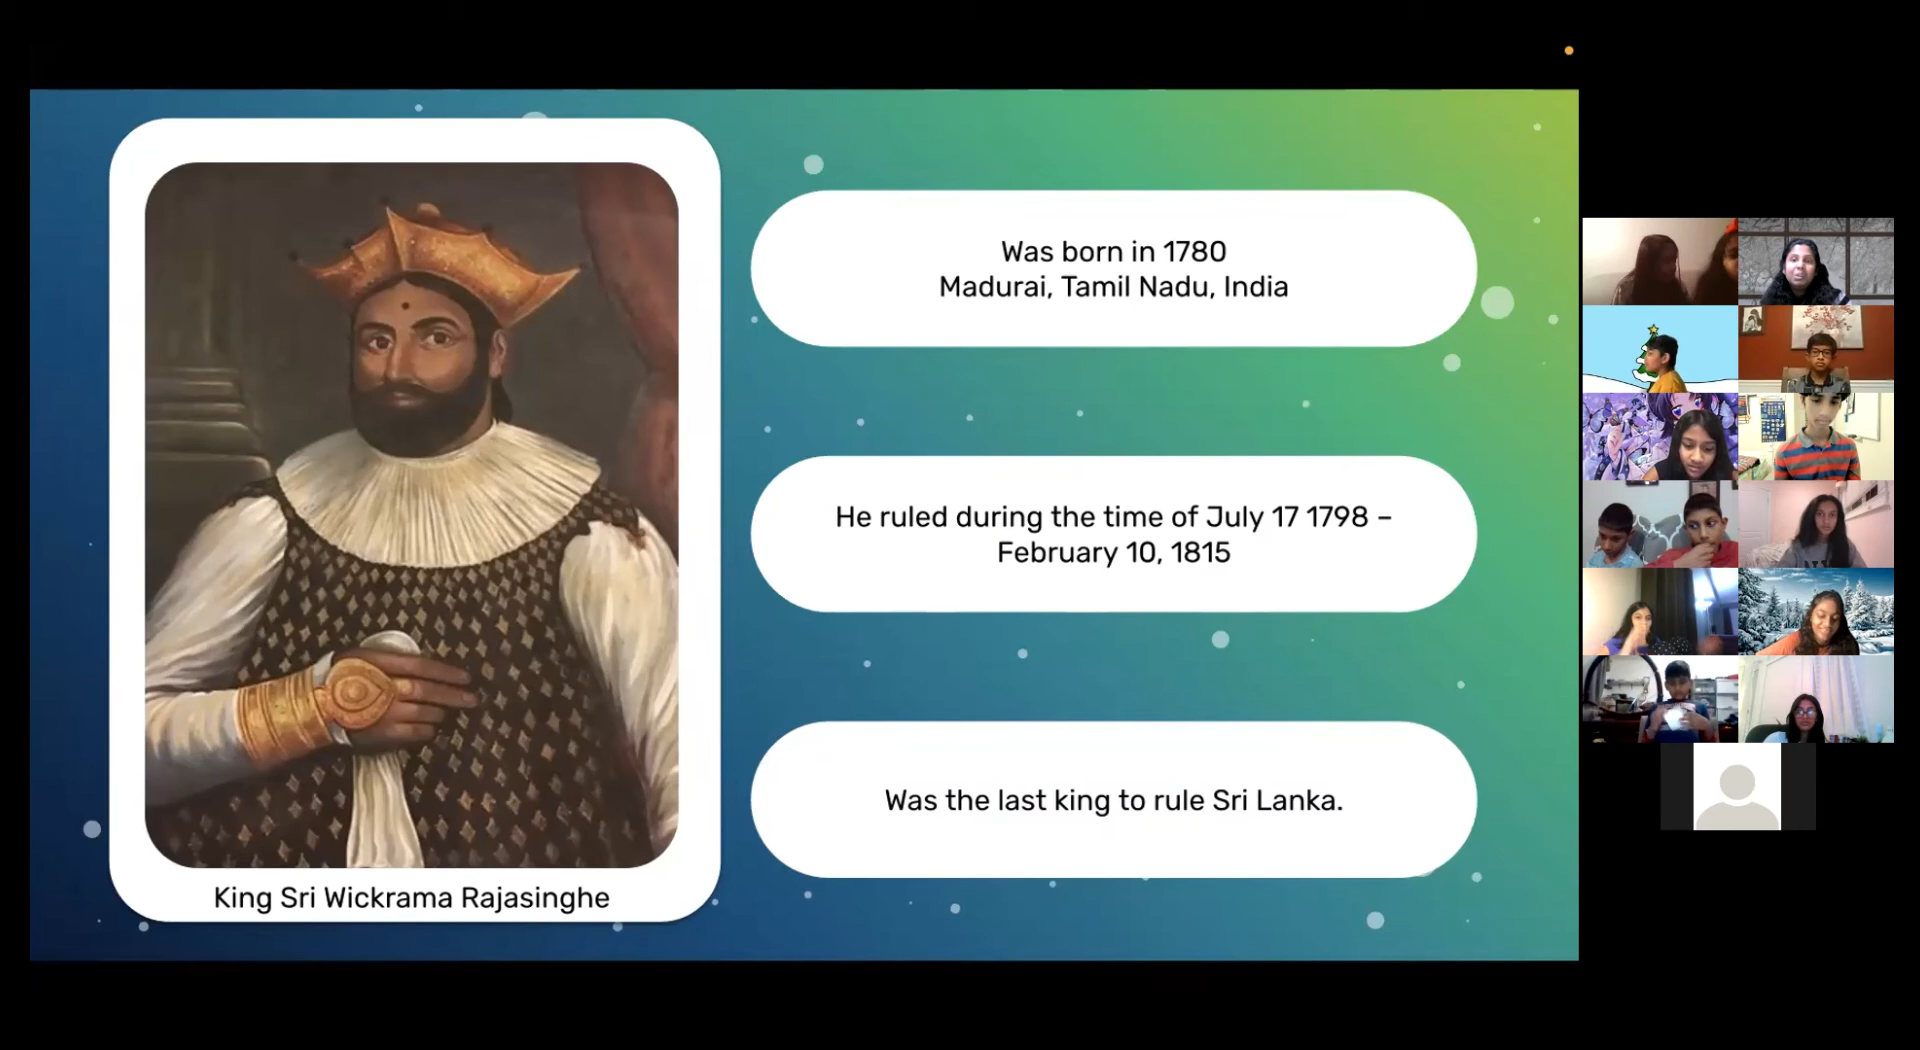 Was born in 1780
Madurai, Tamil Nadu, India
He ruled during the time of July 17 1798 –
February 10, 1815
Was the last king to rule Sri Lanka.
King Sri Wickrama Rajasinghe